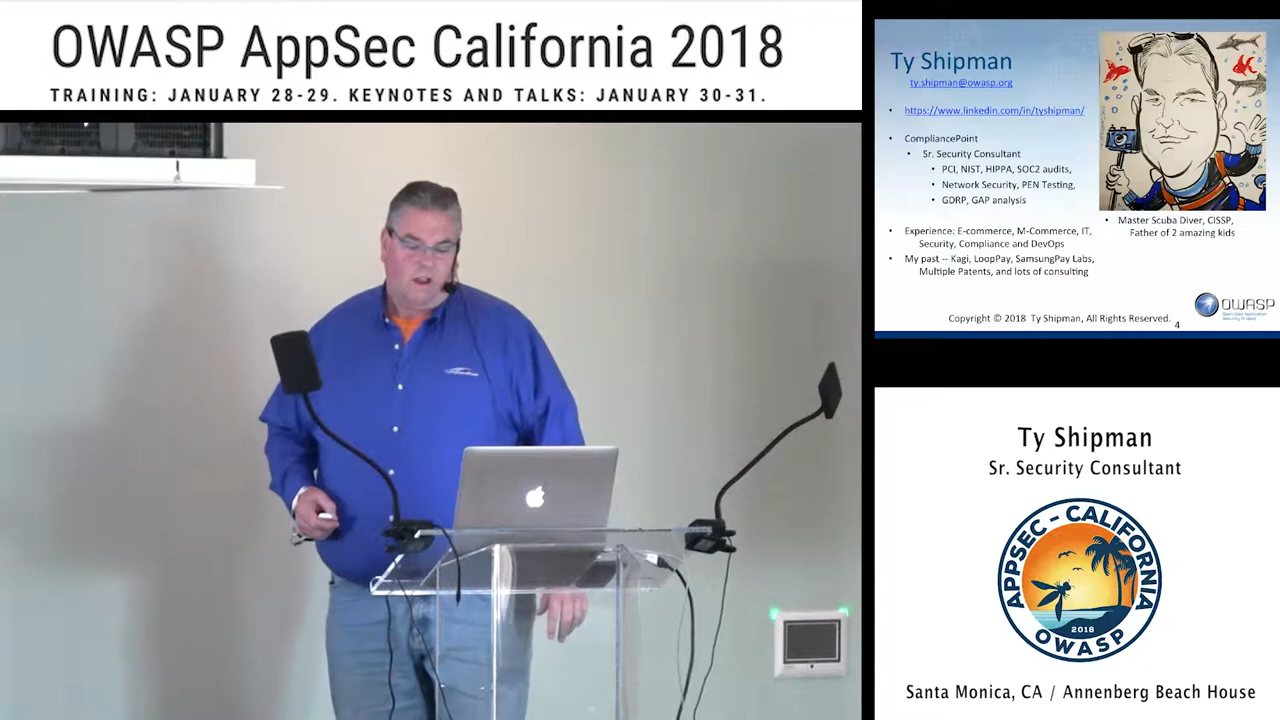 OWASP AppSec California 2018
TRAINING: JANUARY 28-29. KEYNOTES AND TALKS: JANUARY 30-31.
Ty Shipman
ty.shipman@owasp.org
• https://www.linkedin.com/in/tyshipman/
• CompliancePoint
• Sr. Security Consultant
• PCI, NIST, HIPPA, SOC2 audits,
• Network Security, PEN Testing,
• GDRP, GAP analysis
• Experience: E-commerce, M-Commerce, IT,
Security, Compliance and DevOps
• My past -- Kagi, LoopPay, SamsungPay Labs,
Multiple Patents, and lots of consulting
• Master Scuba Diver, CISSP,
Father of 2 amazing kids
OWASP
Open Web Application
Security Project
Copyright © 2018 Ty Shipman, All Rights Reserved.
4
Ty Shipman
Sr. Security Consultant
APPSEC - CALIFORNIA
2018
OWASP
Santa Monica, CA / Annenberg Beach House